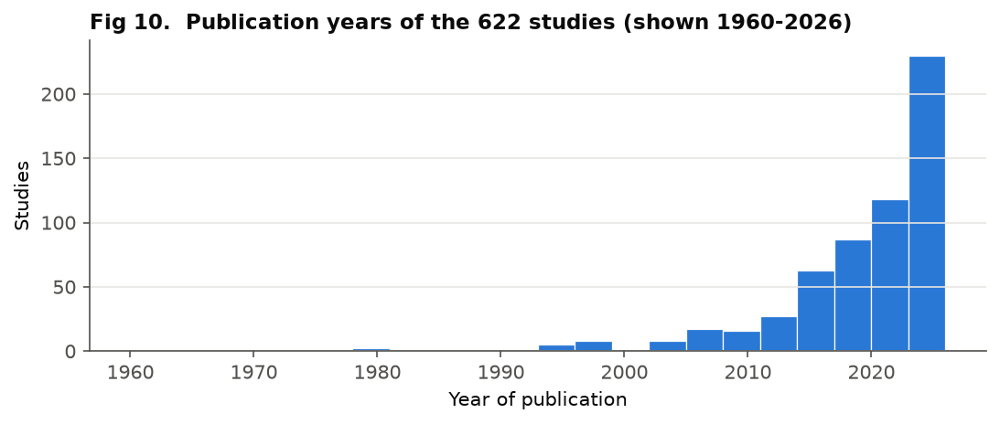 Fig 10.  Publication years of the 622 studies (shown 1960-2026)
Studies
200
150
100
50
0
1960 1970 1980 1990 2000 2010 2020
Year of publication